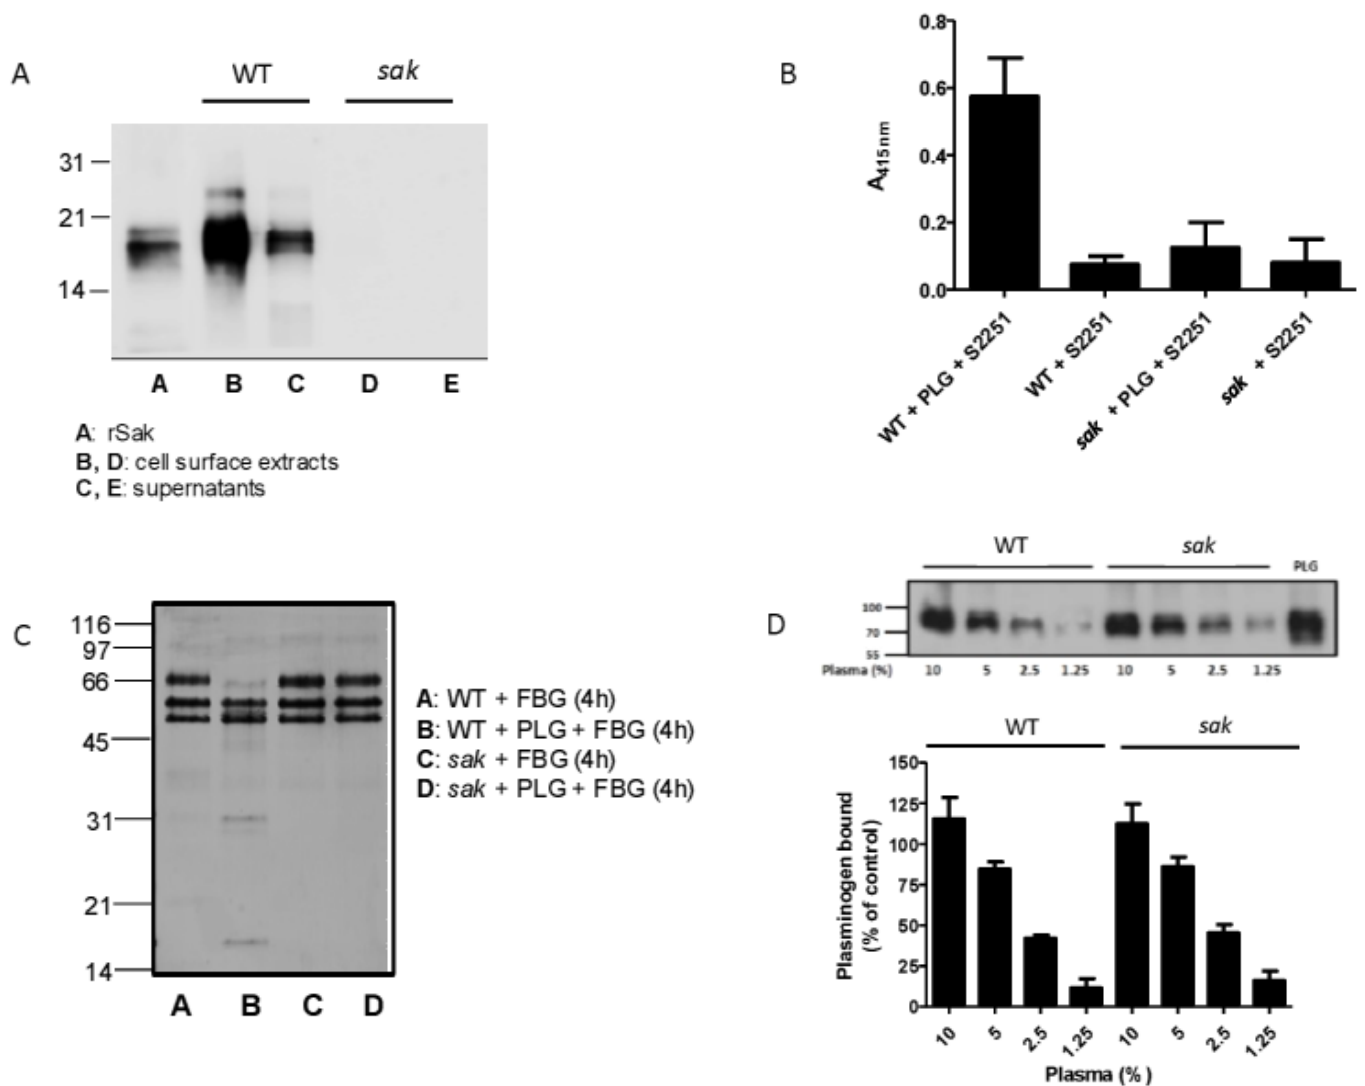 A
WT
sak
31
21
14
A B C D E
A: rSak
B, D: cell surface extracts
C, E: supernatants
B
0.8
0.6
0.4
0.2
0.0
A415nm
WT + PLG + S2251
WT + S2251
sak + PLG + S2251
sak + S2251
C
116
97
66
45
31
21
14
A B C D
A: WT + FBG (4h)
B: WT + PLG + FBG (4h)
C: sak + FBG (4h)
D: sak + PLG + FBG (4h)
D
WT
sak
PLG
100
70
55
Plasma (%) 10 5 2.5 1.25 10 5 2.5 1.25
WT
sak
150
125
100
75
50
25
0
Plasminogen bound
(% of control)
10 5 2.5 1.25 10 5 2.5 1.25
Plasma (%)